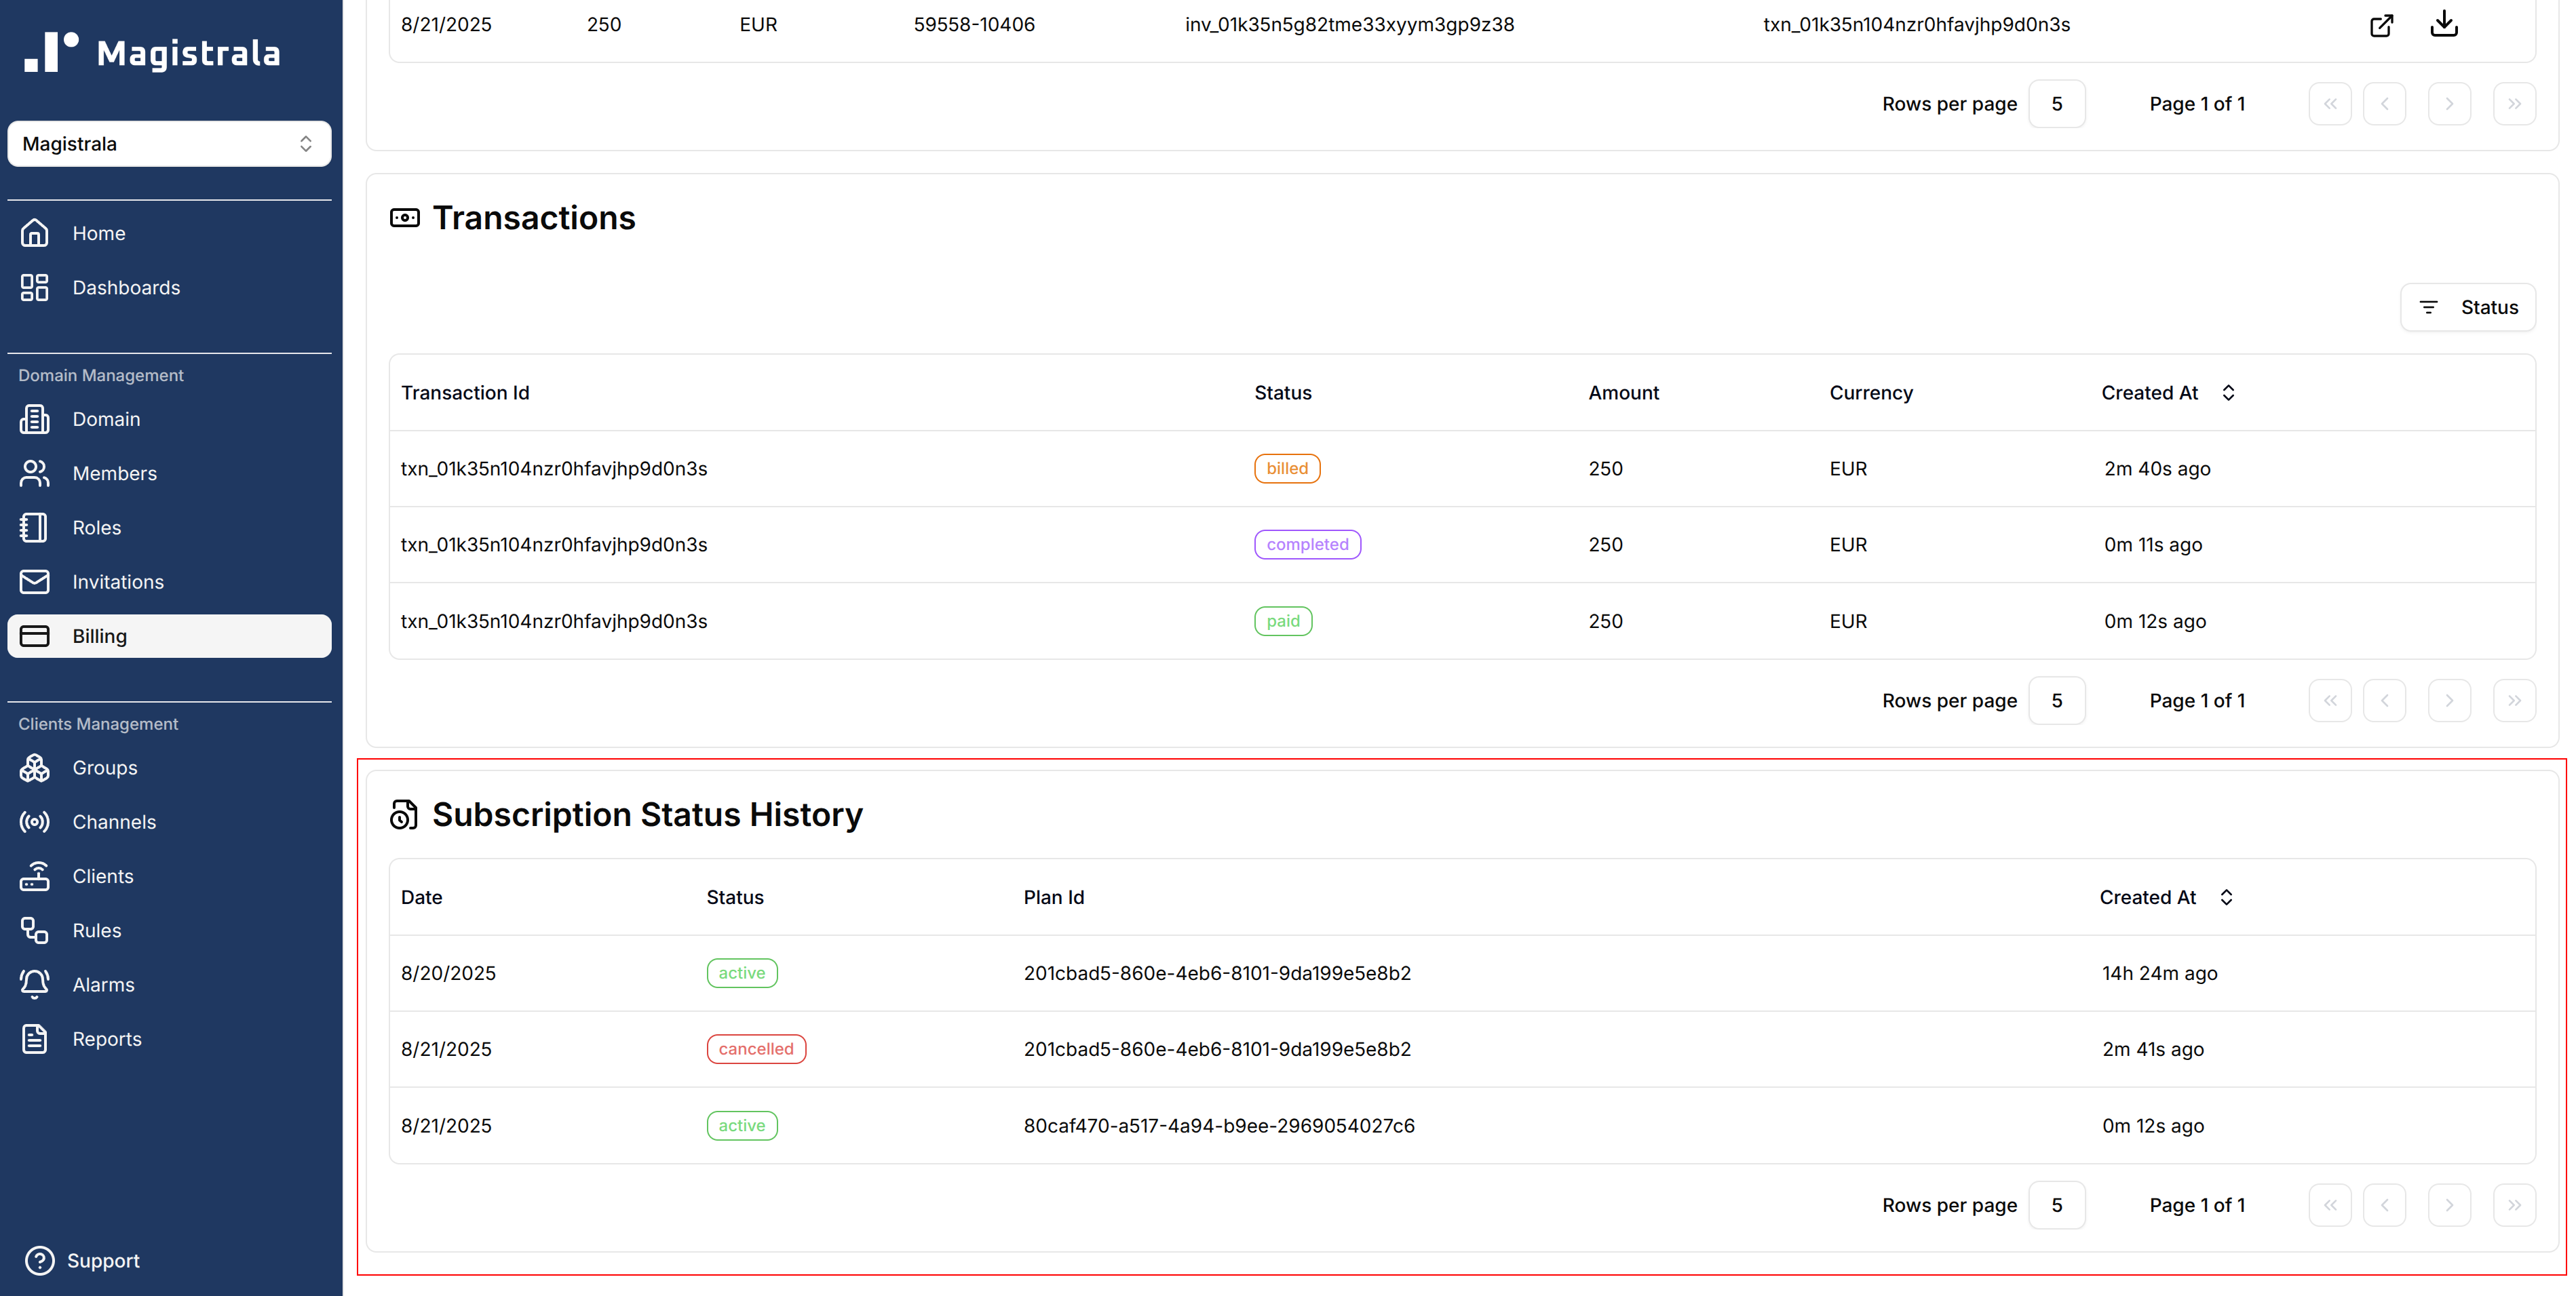 Magistrala
Magistrala
Home
Dashboards
Domain Management
Domain
Members
Roles
Invitations
Billing
Clients Management
Groups
Channels
Clients
Rules
Alarms
Reports
Support
8/21/2025 250 EUR 59558-10406 inv_01k35n5g82tme33xyym3gp9z38 txn_01k35n104nzr0hfavjhp9d0n3s
Rows per page 5 Page 1 of 1
Transactions
Status
Transaction Id Status Amount Currency Created At
txn_01k35n104nzr0hfavjhp9d0n3s billed 250 EUR 2m 40s ago
txn_01k35n104nzr0hfavjhp9d0n3s completed 250 EUR 0m 11s ago
txn_01k35n104nzr0hfavjhp9d0n3s paid 250 EUR 0m 12s ago
Rows per page 5 Page 1 of 1
Subscription Status History
Date Status Plan Id Created At
8/20/2025 active 201cbad5-860e-4eb6-8101-9da199e5e8b2 14h 24m ago
8/21/2025 cancelled 201cbad5-860e-4eb6-8101-9da199e5e8b2 2m 41s ago
8/21/2025 active 80caf470-a517-4a94-b9ee-2969054027c6 0m 12s ago
Rows per page 5 Page 1 of 1